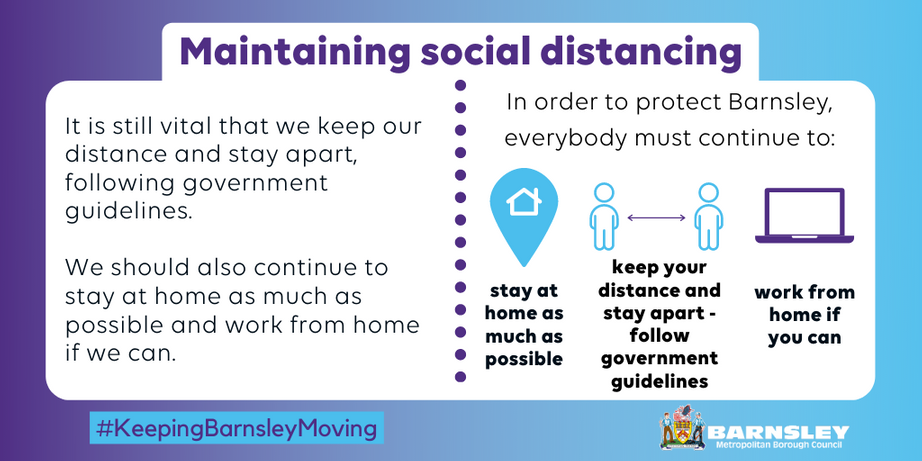 Maintaining social distancing
It is still vital that we keep our
distance and stay apart,
following government
guidelines.
We should also continue to
stay at home as much as
possible and work from home
if we can.
In order to protect Barnsley,
everybody must continue to:
stay at
home as
much as
possible
keep your
distance and
stay apart -
follow
government
guidelines
work from
home if
you can
#KeepingBarnsleyMoving
BARNSLEY
Metropolitan Borough Council